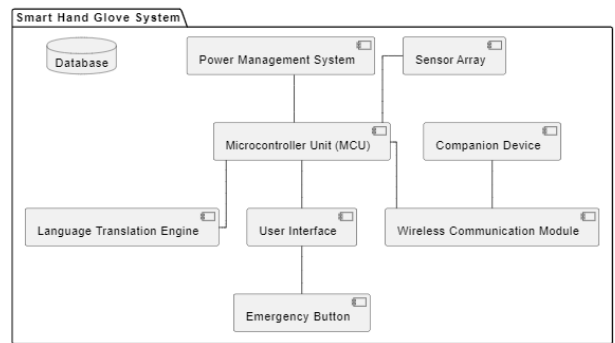 Smart Hand Glove System
Database
Power Management System
Sensor Array
Microcontroller Unit (MCU)
Companion Device
Language Translation Engine
User Interface
Wireless Communication Module
Emergency Button